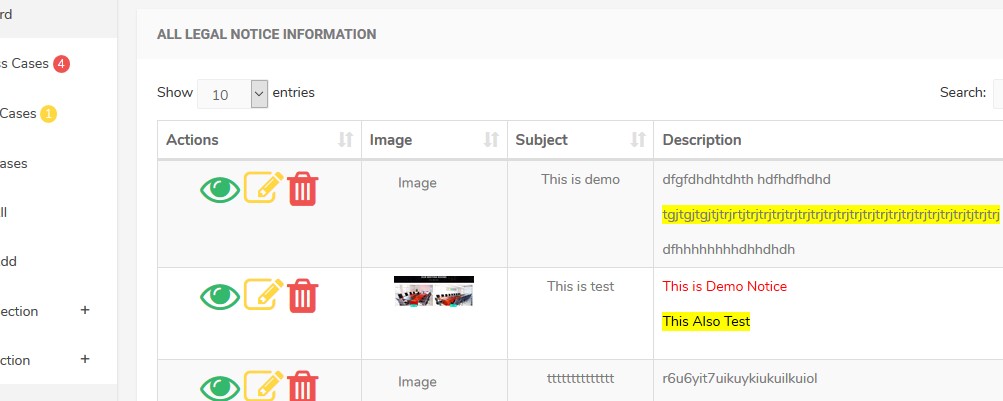 rd
ALL LEGAL NOTICE INFORMATION
ss Cases 4
Show 10 entries
Search:
Cases 1
Actions Image Subject Description
ases
Image This is demo dfgfdhdhtdhth hdfhdfhdhd
ll
tgjtgjtgjtjtrjrtjtrjtrjtrjtrjtrjtrjtrjtrjtrjtrjtrjtrjtrjtrjtrjtrjtjtrjtrj
dfhhhhhhhhdhhdhdh
dd
This is test This is Demo Notice
ection +
This Also Test
ction +
Image tttttttttttttt r6u6yit7uikuykiukuilkuiol